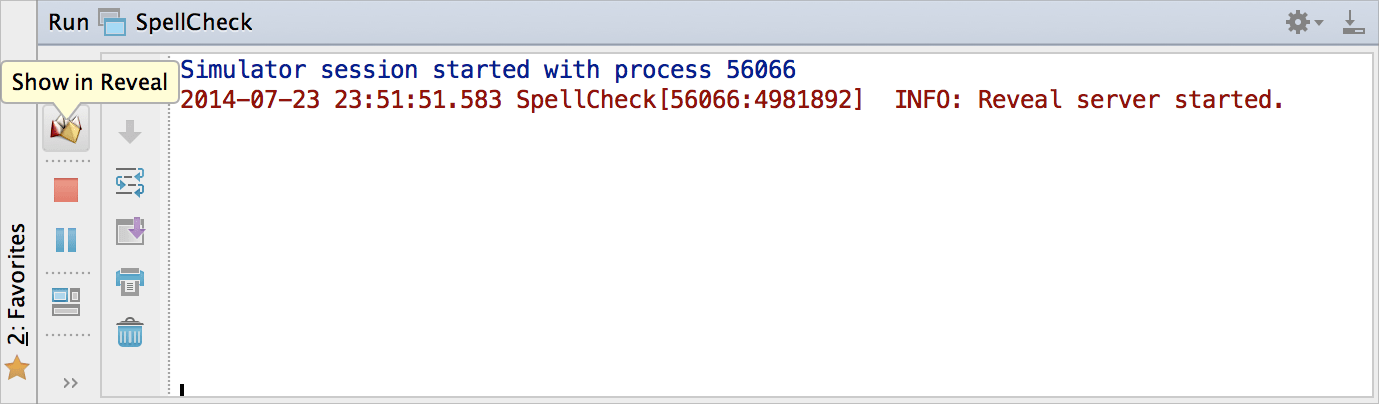 Run SpellCheck
Show in Reveal
Simulator session started with process 56066
2014-07-23 23:51:51.583 SpellCheck[56066:4981892]  INFO: Reveal server started.
2: Favorites